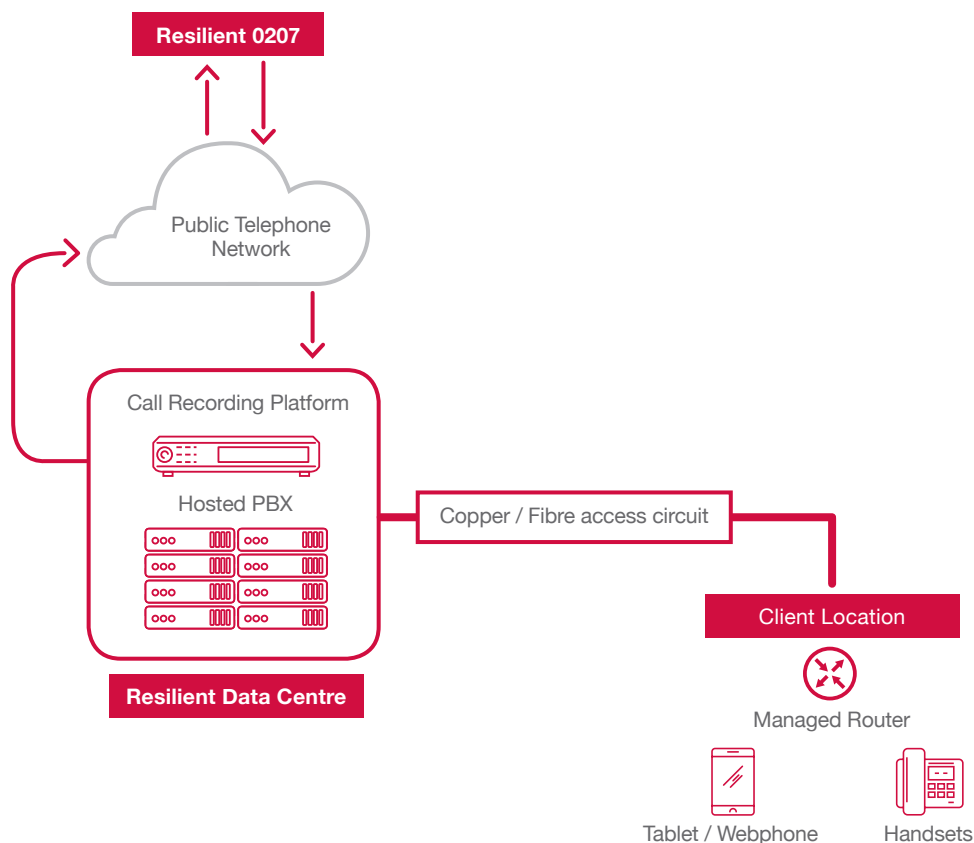 Resilient 0207
Public Telephone
Network
Call Recording Platform
Hosted PBX
Copper / Fibre access circuit
Client Location
Resilient Data Centre
Managed Router
Tablet / Webphone
Handsets